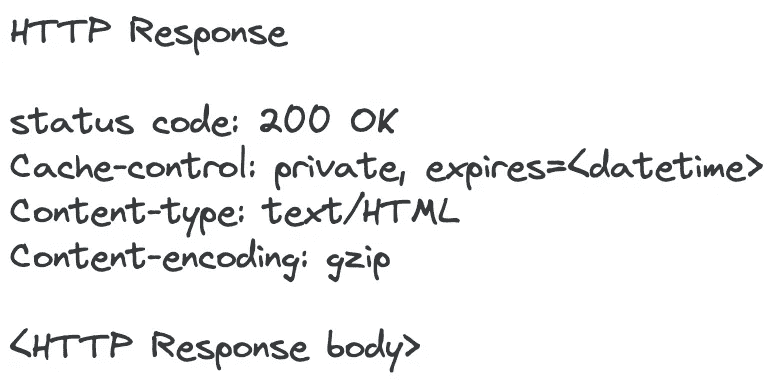 HTTP Response
status code: 200 OK
Cache-control: private, expires=<datetime>
Content-type: text/HTML
Content-encoding: gzip
<HTTP Response body>